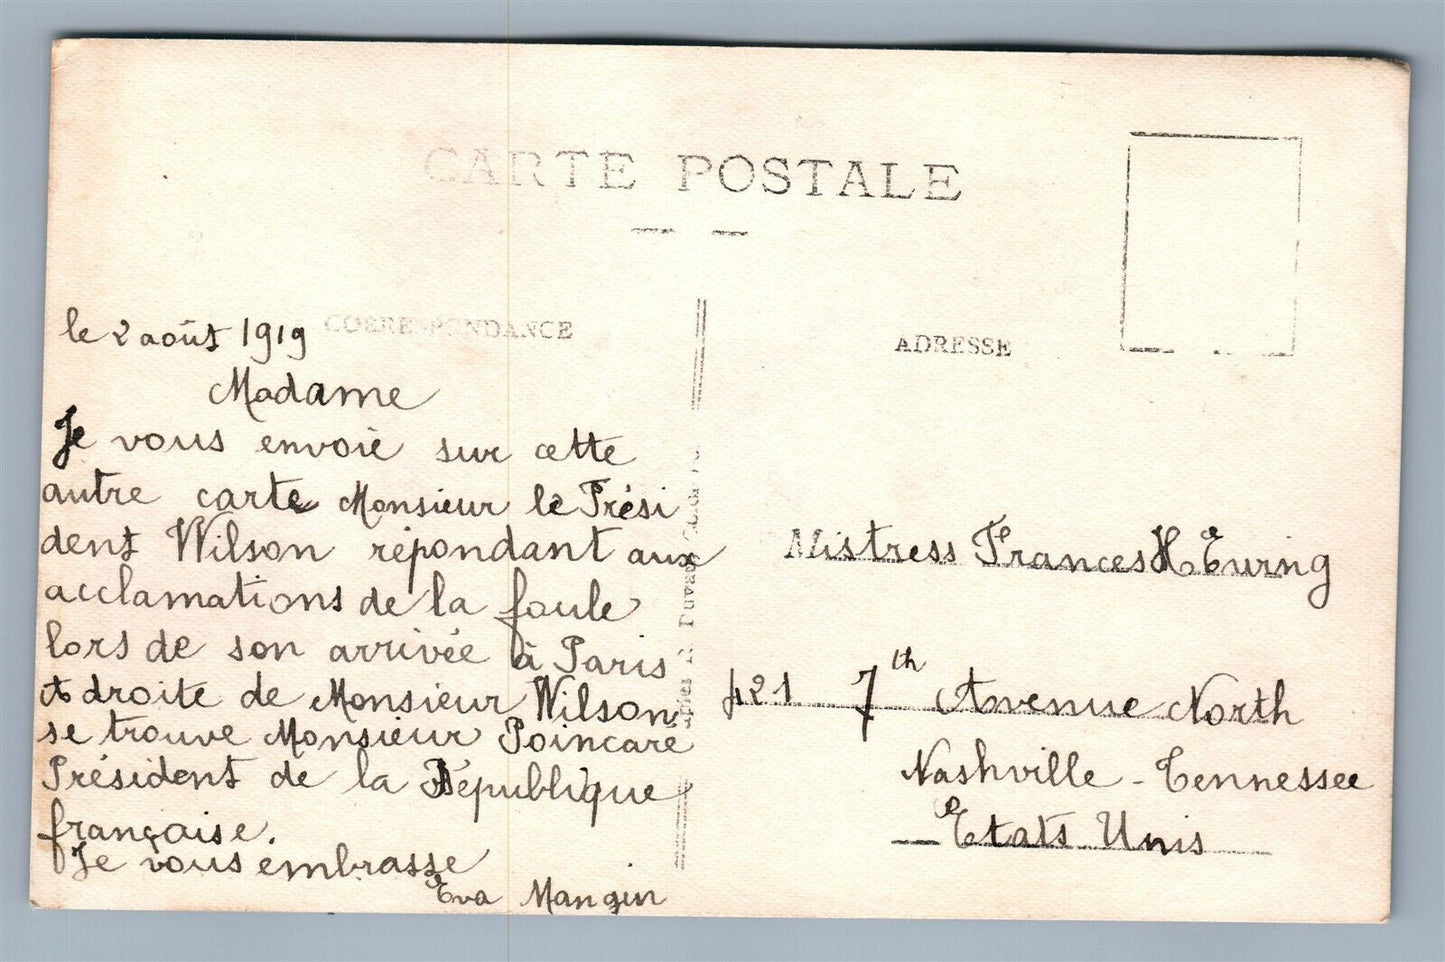 CARTE POSTALE
CORRESPONDANCE
ADRESSE
le 2 août 1919
Madame
Je vous envoie sur cette
autre carte Monsieur le Prési
dent Wilson répondant aux
acclamations de la foule
lors de son arrivée à Paris
A droite de Monsieur Wilson
se trouve Monsieur Poincaré
Président de la République
française.
Je vous embrasse
Eva Mangin
Mistress Frances H Ewing
421 7th Avenue North
Nashville - Tennessee
Etats Unis